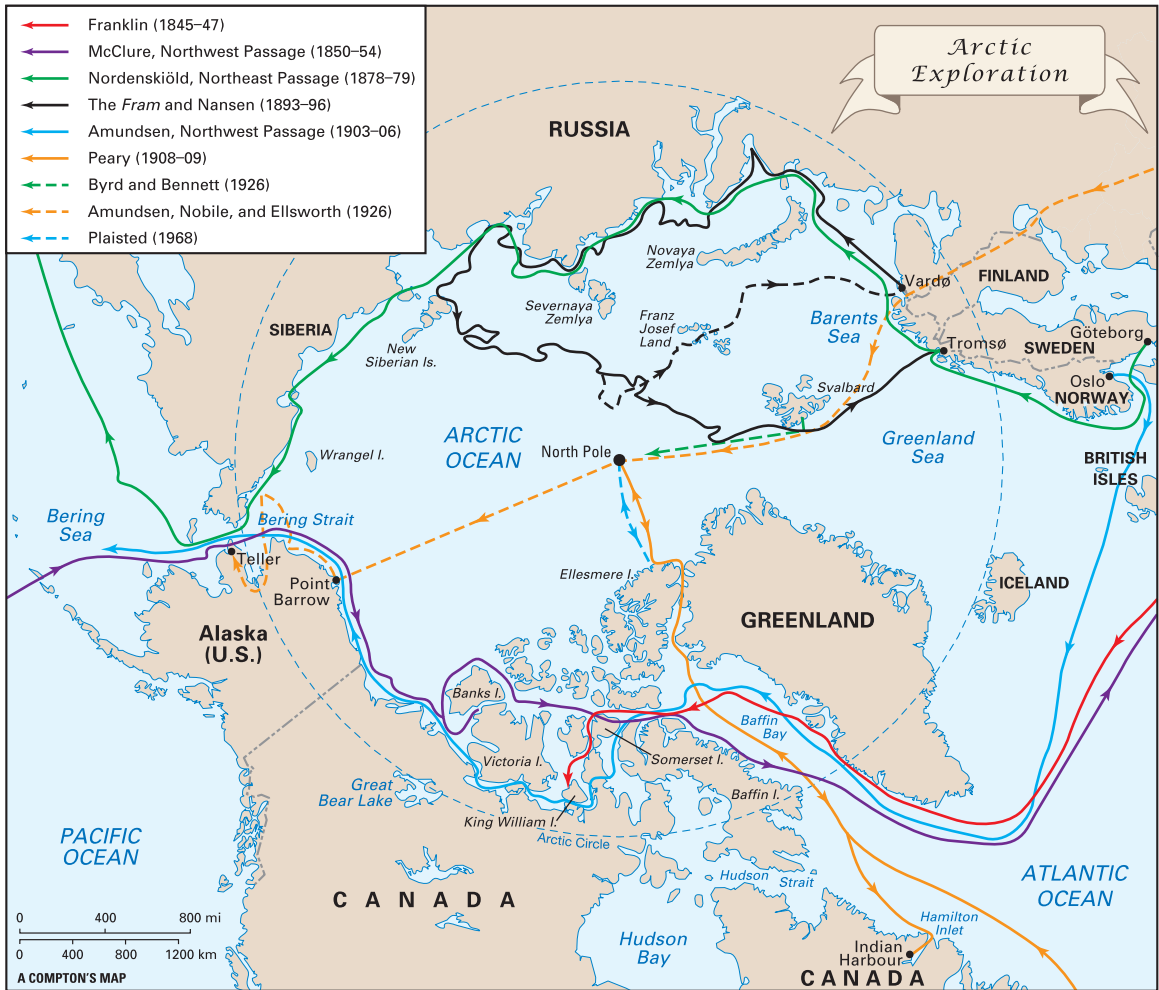 Franklin (1845–47)
McClure, Northwest Passage (1850–54)
Nordenskiöld, Northeast Passage (1878–79)
The Fram and Nansen (1893–96)
Amundsen, Northwest Passage (1903–06)
Peary (1908–09)
Byrd and Bennett (1926)
Amundsen, Nobile, and Ellsworth (1926)
Plaisted (1968)
Arctic
Exploration
RUSSIA
Novaya
Zemlya
Vardø
FINLAND
Severnaya
Zemlya
Franz
Josef
Land
Barents
Sea
SIBERIA
New
Siberian Is.
Tromsø
Göteborg
SWEDEN
Oslo
NORWAY
Svalbard
ARCTIC
OCEAN
North Pole
Greenland
Sea
Wrangel I.
BRITISH
ISLES
Bering
Sea
Bering Strait
Teller
Point
Barrow
Ellesmere I.
ICELAND
GREENLAND
Alaska
(U.S.)
Banks I.
Baffin
Bay
Victoria I.
Somerset I.
Great
Bear Lake
Baffin I.
King William I.
Arctic Circle
PACIFIC
OCEAN
Hudson Strait
ATLANTIC
OCEAN
CANADA
Hamilton
Inlet
Hudson
Bay
Indian
Harbour
CANADA
0 400 800 mi
0 400 800 1200 km
A COMPTON'S MAP